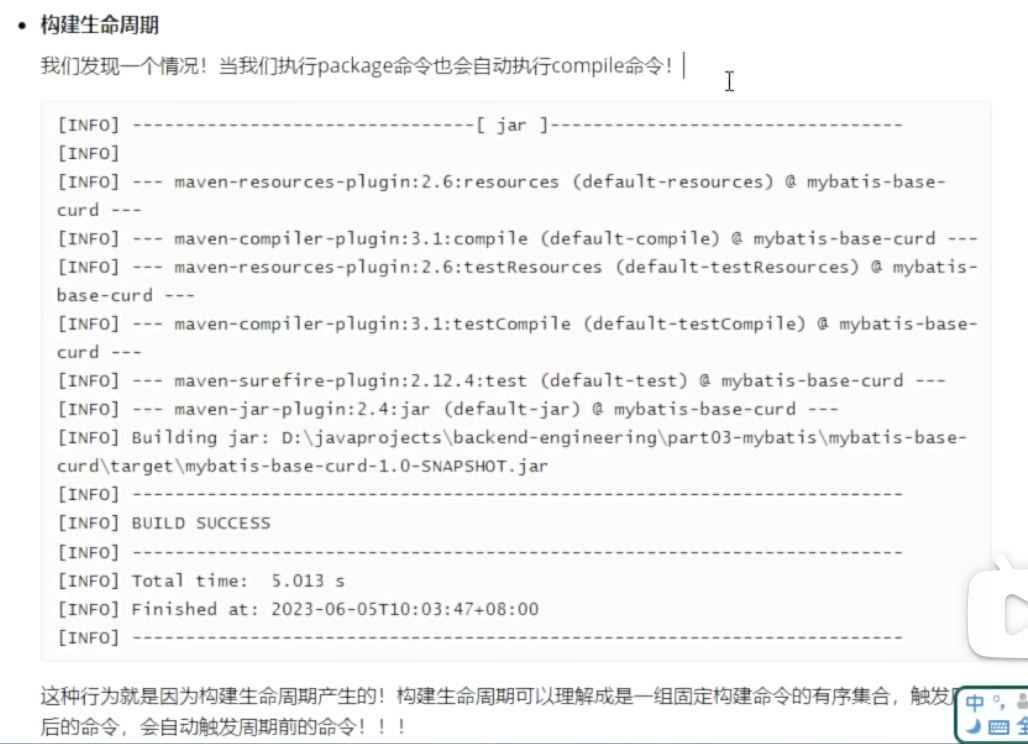 构建生命周期
我们发现一个情况！当我们执行package命令也会自动执行compile命令！
[INFO] --------------------------------[ jar ]---------------------------------
[INFO]
[INFO] --- maven-resources-plugin:2.6:resources (default-resources) @ mybatis-base-
curd ---
[INFO] --- maven-compiler-plugin:3.1:compile (default-compile) @ mybatis-base-curd ---
[INFO] --- maven-resources-plugin:2.6:testResources (default-testResources) @ mybatis-
base-curd ---
[INFO] --- maven-compiler-plugin:3.1:testCompile (default-testCompile) @ mybatis-base-
curd ---
[INFO] --- maven-surefire-plugin:2.12.4:test (default-test) @ mybatis-base-curd ---
[INFO] --- maven-jar-plugin:2.4:jar (default-jar) @ mybatis-base-curd ---
[INFO] Building jar: D:\javaprojects\backend-engineering\part03-mybatis\mybatis-base-
curd\target\mybatis-base-curd-1.0-SNAPSHOT.jar
[INFO] ------------------------------------------------------------------------
[INFO] BUILD SUCCESS
[INFO] ------------------------------------------------------------------------
[INFO] Total time:  5.013 s
[INFO] Finished at: 2023-06-05T10:03:47+08:00
[INFO] ------------------------------------------------------------------------
这种行为就是因为构建生命周期产生的！构建生命周期可以理解成是一组固定构建命令的有序集合，触发
后的命令，会自动触发周期前的命令！！！
中